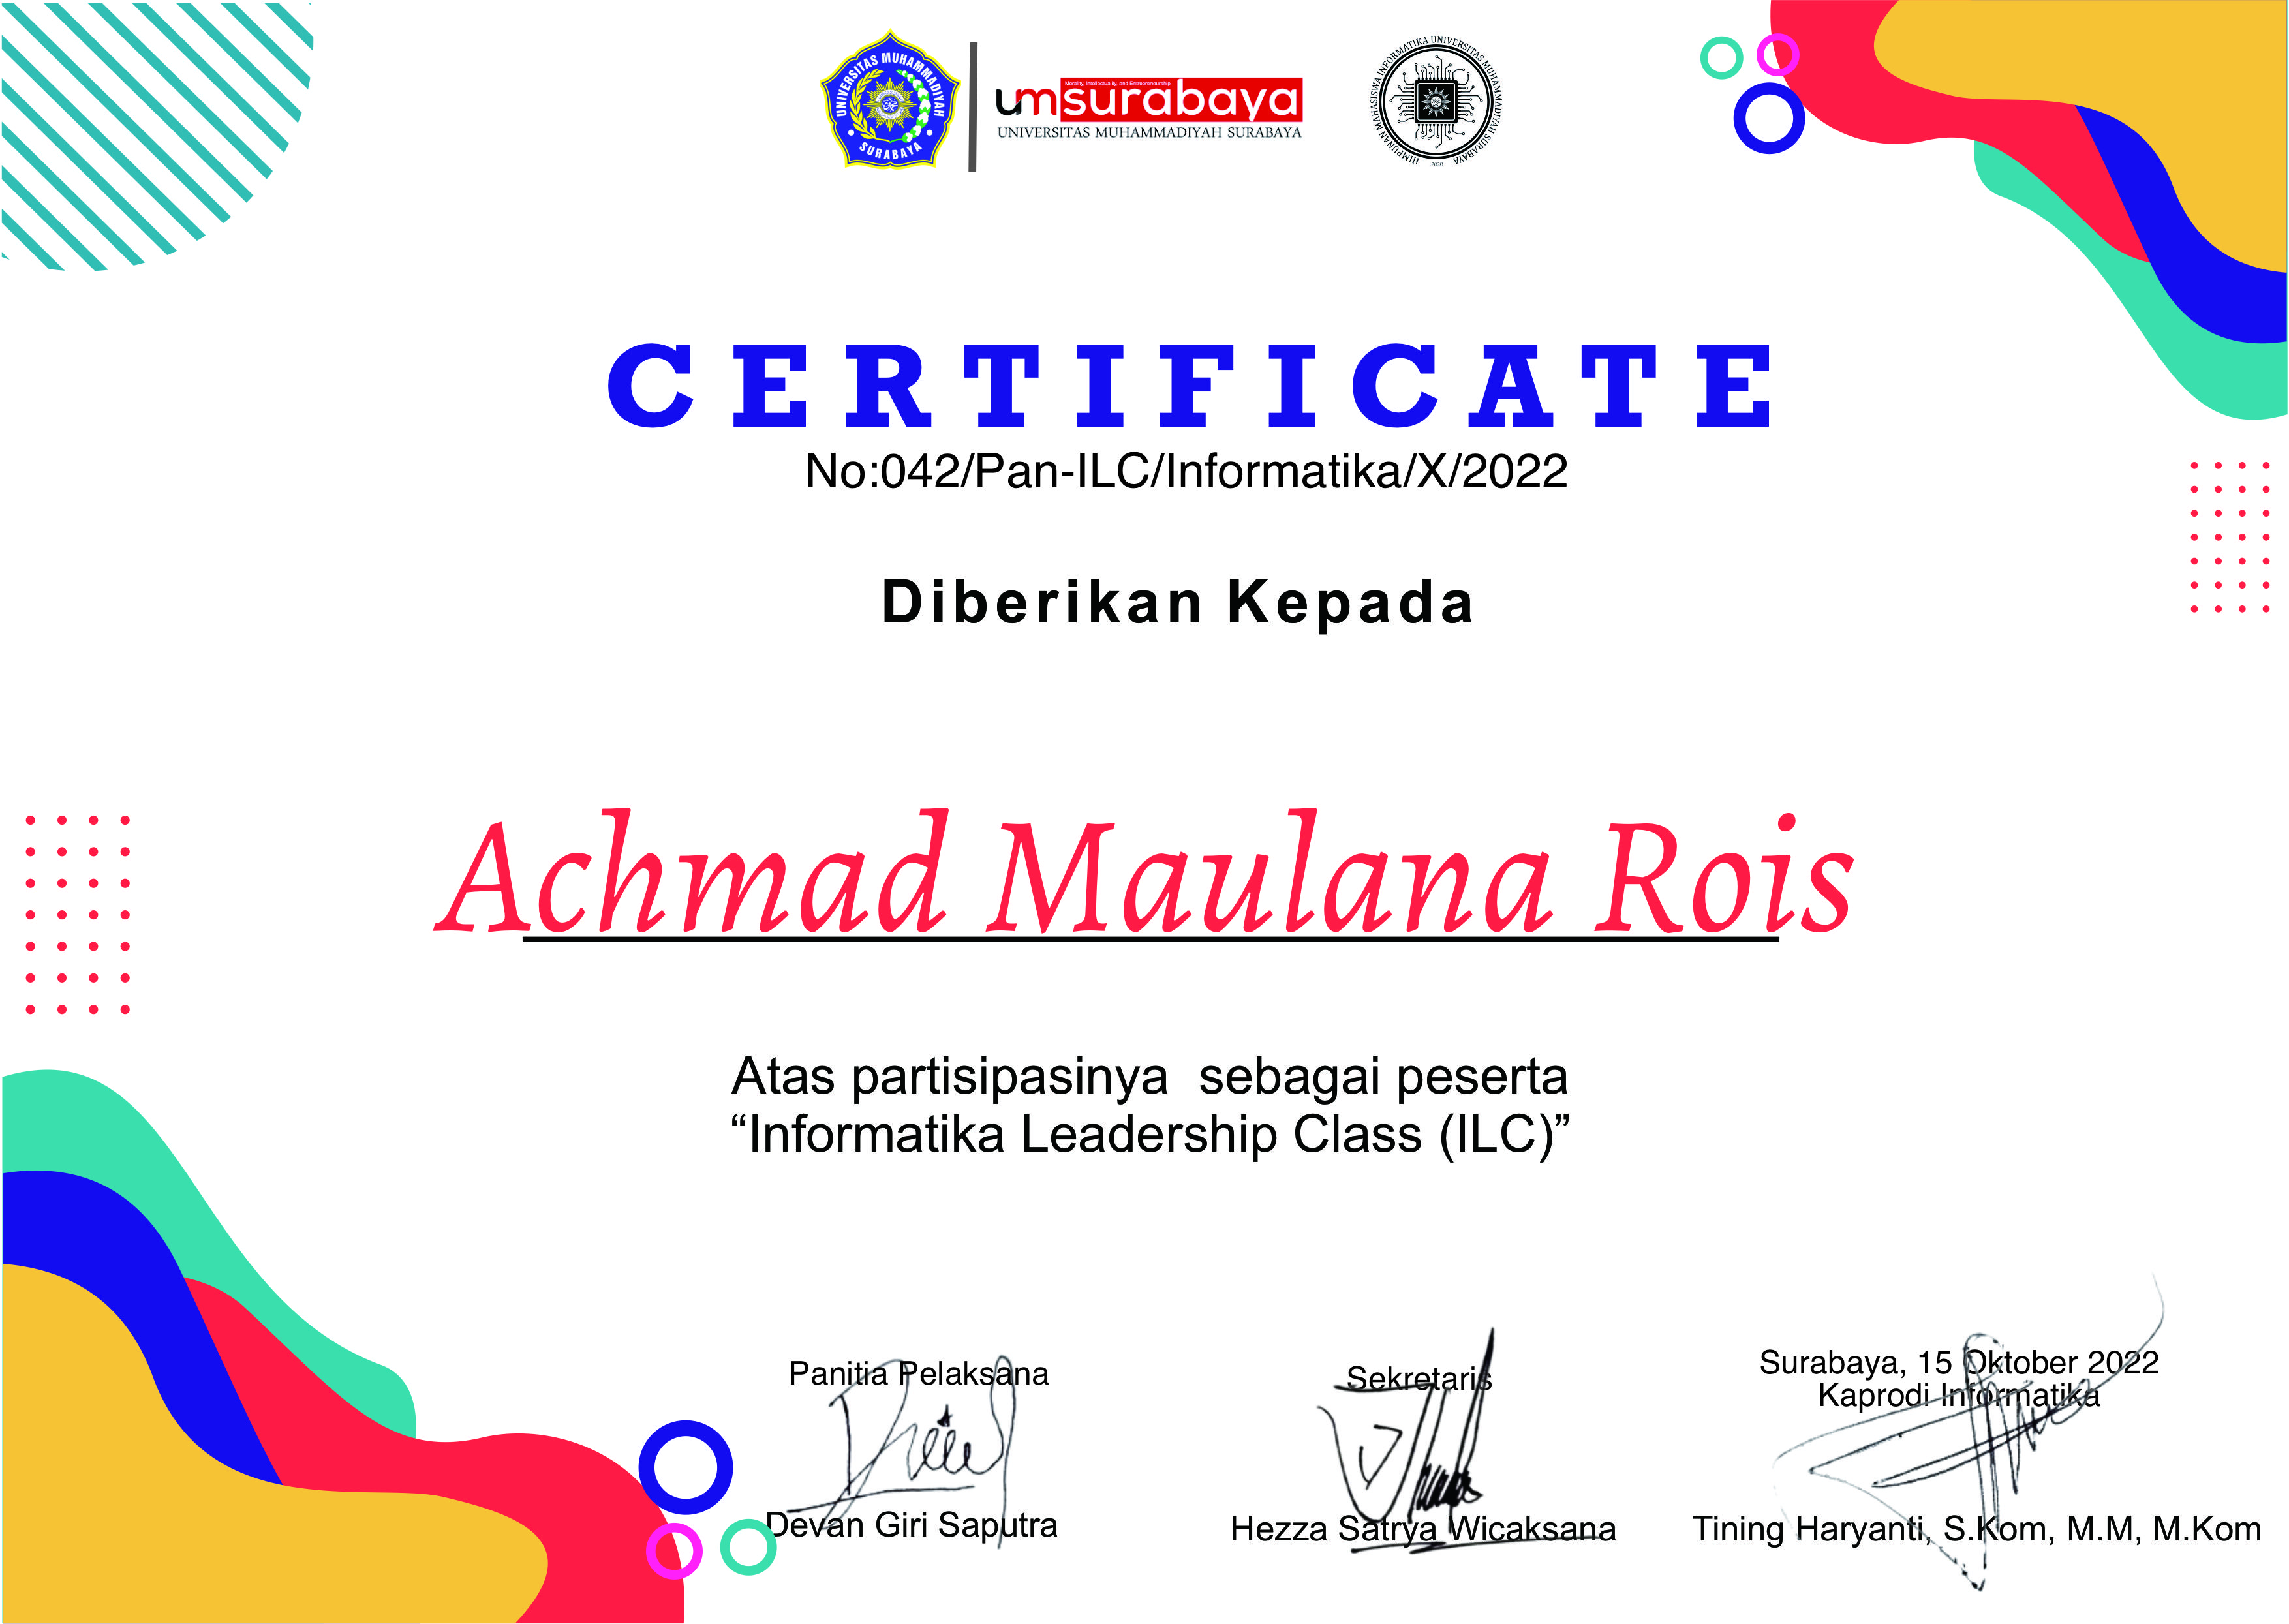 UNIVERSITAS MUHAMMADIYAH
SURABAYA
Morality, Intellectuality, and Entrepreneurship
umsurabaya
UNIVERSITAS MUHAMMADIYAH SURABAYA
HIMPUNAN MAHASISWA INFORMATIKA UNIVERSITAS MUHAMMADIYAH SURABAYA
.2020.
CERTIFICATE
No:042/Pan-ILC/Informatika/X/2022
Diberikan Kepada
Achmad Maulana Rois
Atas partisipasinya sebagai peserta
“Informatika Leadership Class (ILC)”
Panitia Pelaksana
Devan Giri Saputra
Sekretaris
Hezza Satrya Wicaksana
Surabaya, 15 Oktober 2022
Kaprodi Informatika
Tining Haryanti, S.Kom, M.M, M.Kom